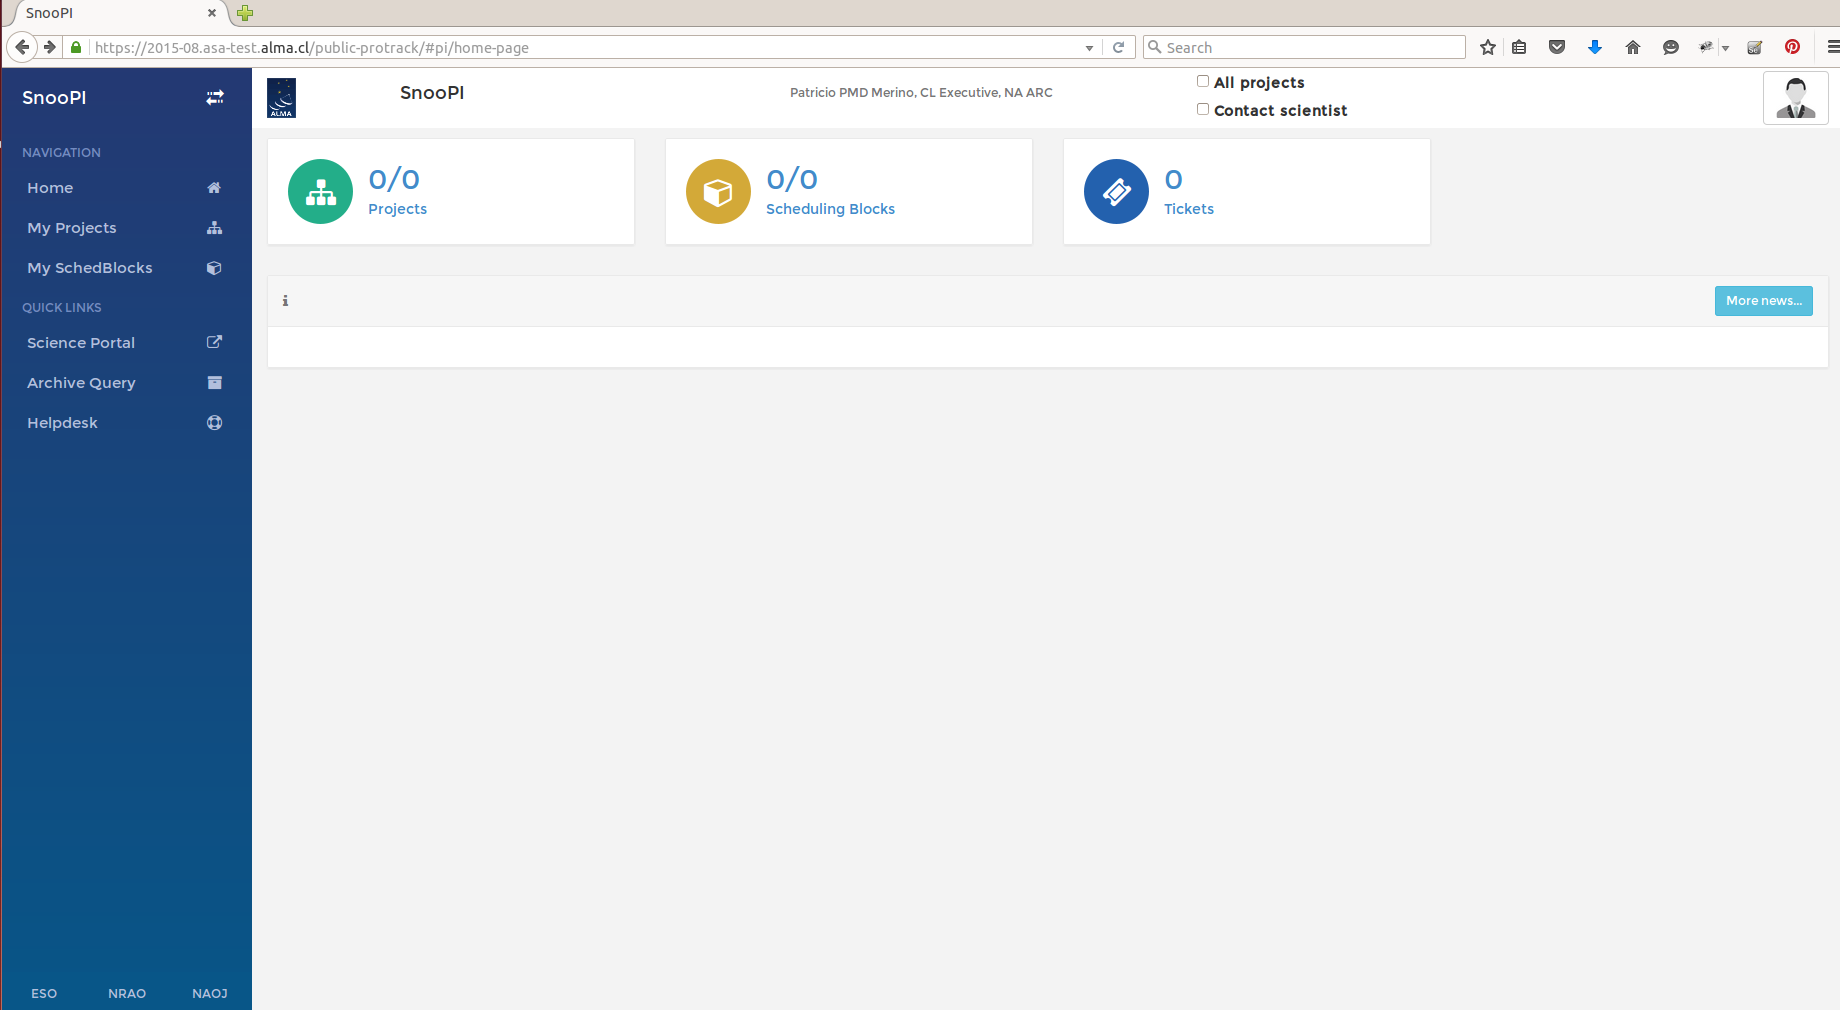 SnooPI
https://2015-08.asa-test.alma.cl/public-protrack/#pi/home-page
Search
SnooPI
NAVIGATION
Home
My Projects
My SchedBlocks
QUICK LINKS
Science Portal
Archive Query
Helpdesk
ESO NRAO NAOJ
ALMA
SnooPI
Patricio PMD Merino, CL Executive, NA ARC
All projects
Contact scientist
0/0
Projects
0/0
Scheduling Blocks
0
Tickets
More news...